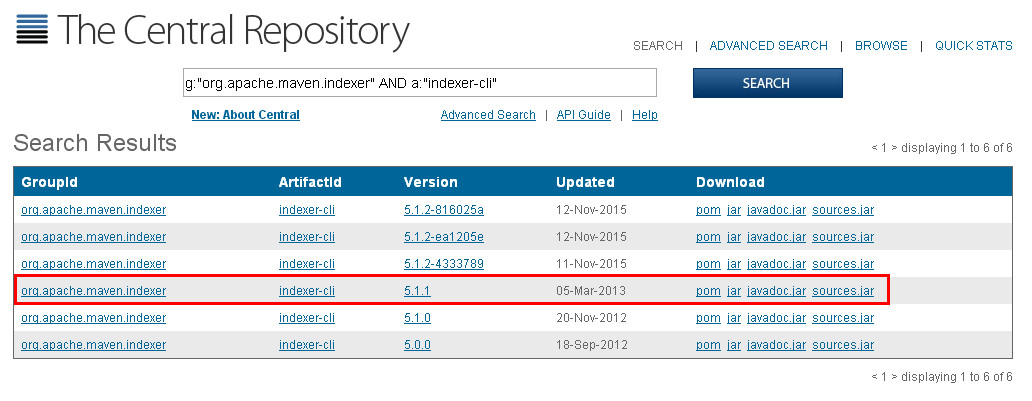 The Central Repository
SEARCH | ADVANCED SEARCH | BROWSE | QUICK STATS
g:"org.apache.maven.indexer" AND a:"indexer-cli" SEARCH
New: About Central Advanced Search | API Guide | Help
Search Results < 1 > displaying 1 to 6 of 6
GroupId ArtifactId Version Updated Download
org.apache.maven.indexer indexer-cli 5.1.2-816025a 12-Nov-2015 pom jar javadoc.jar sources.jar
org.apache.maven.indexer indexer-cli 5.1.2-ea1205e 12-Nov-2015 pom jar javadoc.jar sources.jar
org.apache.maven.indexer indexer-cli 5.1.2-4333789 11-Nov-2015 pom jar javadoc.jar sources.jar
org.apache.maven.indexer indexer-cli 5.1.1 05-Mar-2013 pom jar javadoc.jar sources.jar
org.apache.maven.indexer indexer-cli 5.1.0 20-Nov-2012 pom jar javadoc.jar sources.jar
org.apache.maven.indexer indexer-cli 5.0.0 18-Sep-2012 pom jar javadoc.jar sources.jar
< 1 > displaying 1 to 6 of 6